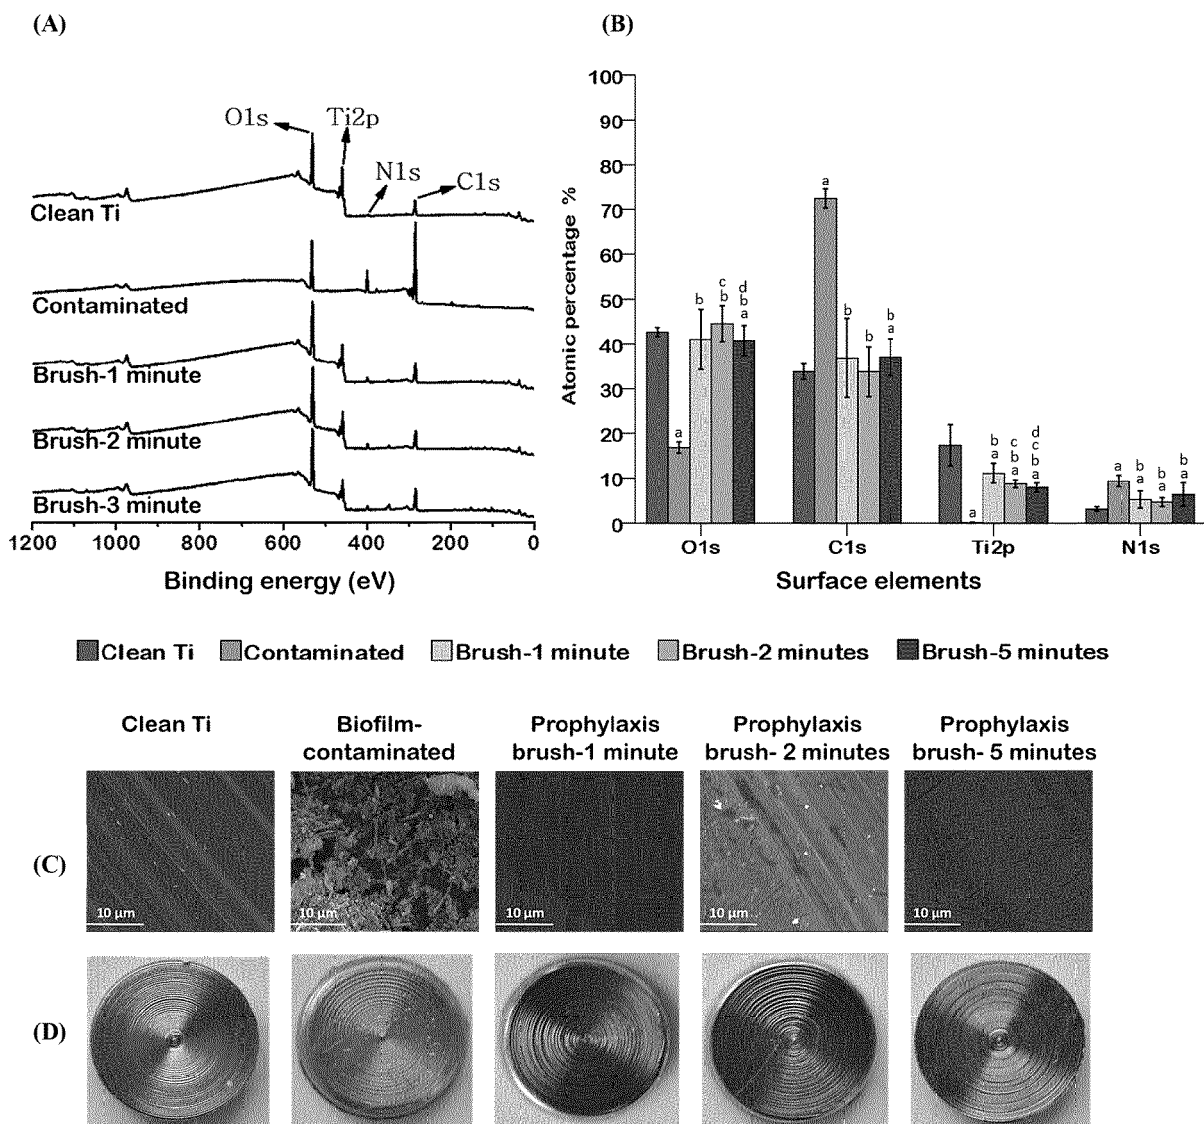 (A)
O1s
Ti2p
N1s
C1s
Clean Ti
Contaminated
Brush-1 minute
Brush-2 minute
Brush-3 minute
1200 1000 800 600 400 200 0
Binding energy (eV)
(B)
Atomic percentage %
100
90
80
70
60
50
40
30
20
10
0
a
b
c
b
d
b
a
a
b
b
b
a
a
b
a
c
b
a
d
c
b
a
a
b
a
b
a
b
a
O1s C1s Ti2p N1s
Surface elements
Clean Ti Contaminated Brush-1 minute Brush-2 minutes Brush-5 minutes
Clean Ti
Biofilm-
contaminated
Prophylaxis
brush-1 minute
Prophylaxis
brush- 2 minutes
Prophylaxis
brush- 5 minutes
(C)
10 µm
10 µm
10 µm
10 µm
10 µm
(D)